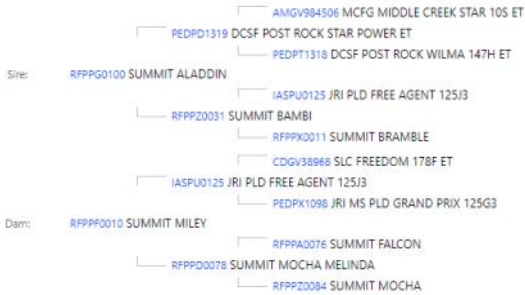 AMGV984506 MCFG MIDDLE CREEK STAR 10S ET
PEDPD1319 DCSF POST ROCK STAR POWER ET
PEDPT1318 DCSF POST ROCK WILMA 147H ET
Sire: RFPPG0100 SUMMIT ALADDIN
IASPU0125 JRI PLD FREE AGENT 125J3
RFPPZ0031 SUMMIT BAMBI
RFPPX0011 SUMMIT BRAMBLE
CDGV38968 SLC FREEDOM 178F ET
IASPU0125 JRI PLD FREE AGENT 125J3
PEDPX1098 JRI MS PLD GRAND PRIX 125G3
Dam: RFPPF0010 SUMMIT MILEY
RFPPA0076 SUMMIT FALCON
RFPPD0078 SUMMIT MOCHA MELINDA
RFPPZ0084 SUMMIT MOCHA